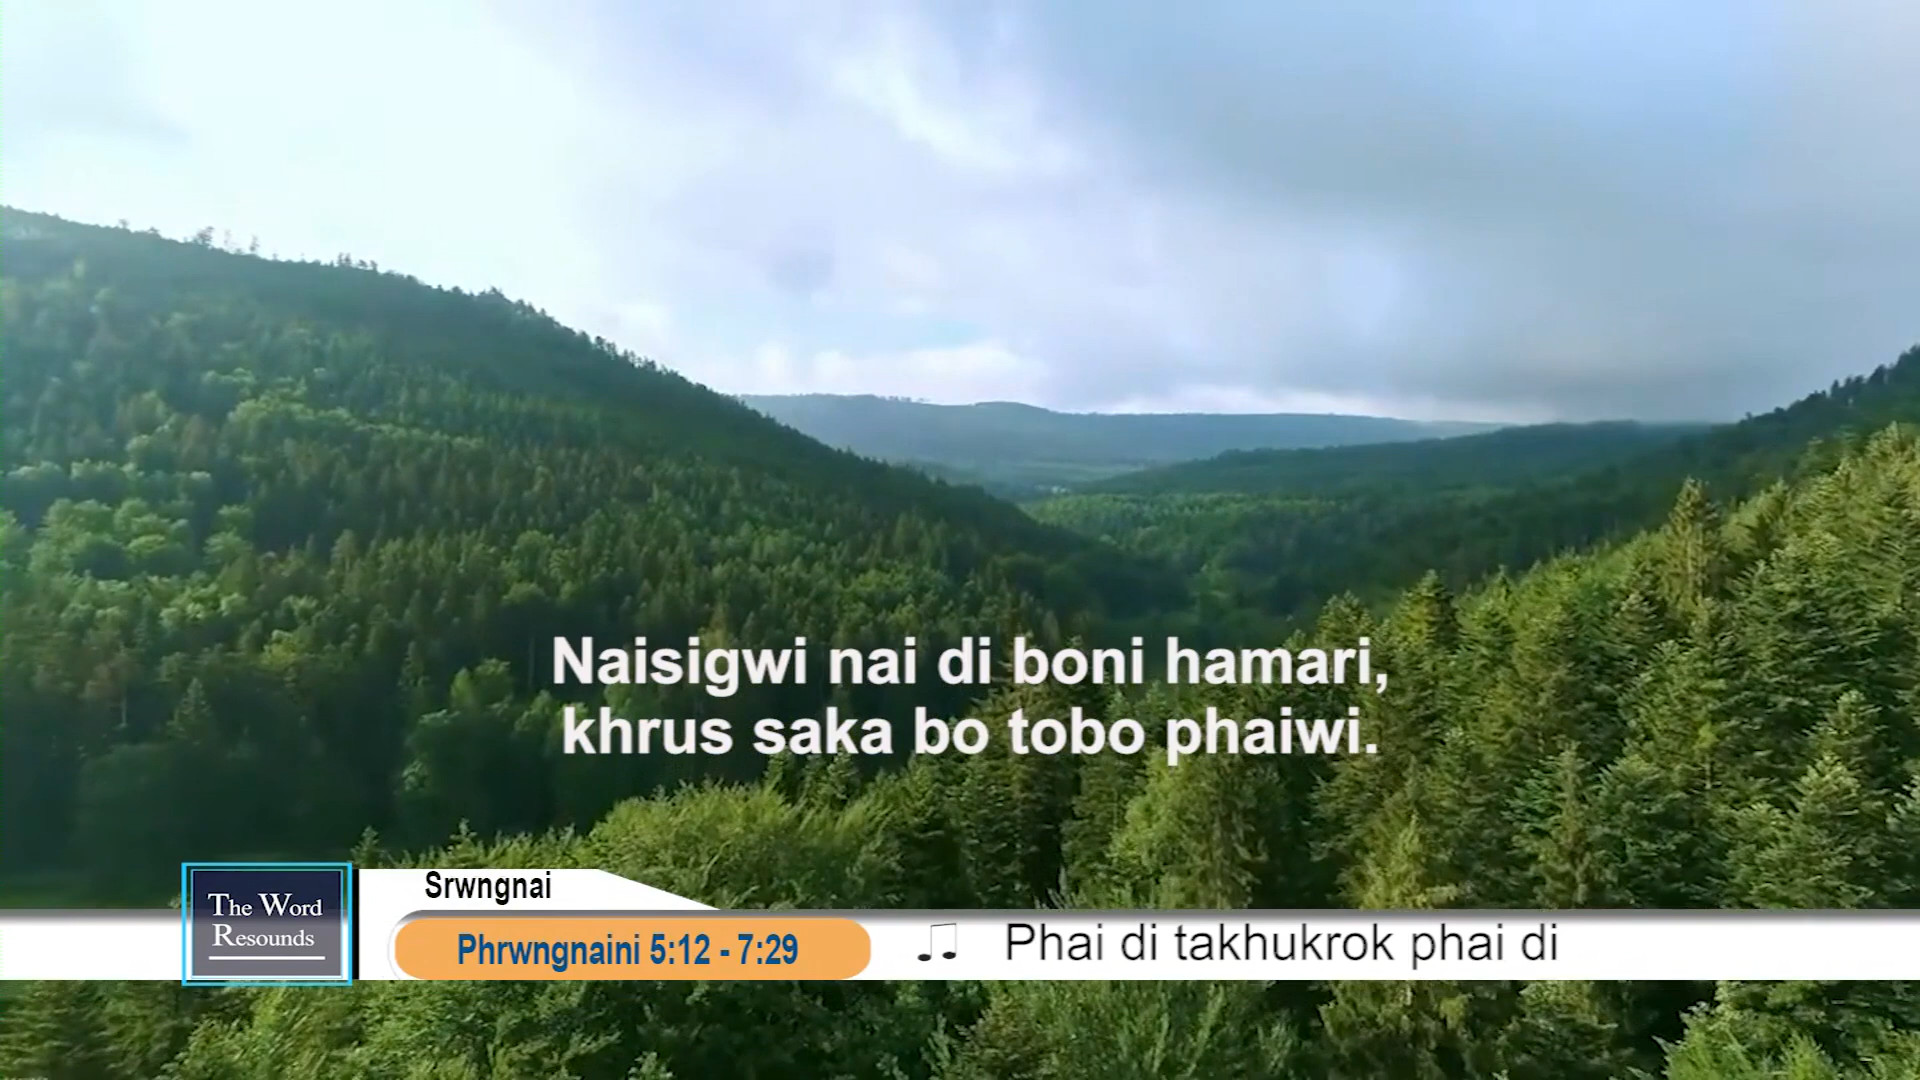 Naisigwi nai di boni hamari,
khrus saka bo tobo phaiwi.
Srwngnai
The Word
Resounds
Phrwngnaini 5:12 - 7:29
Phai di takhukrok phai di